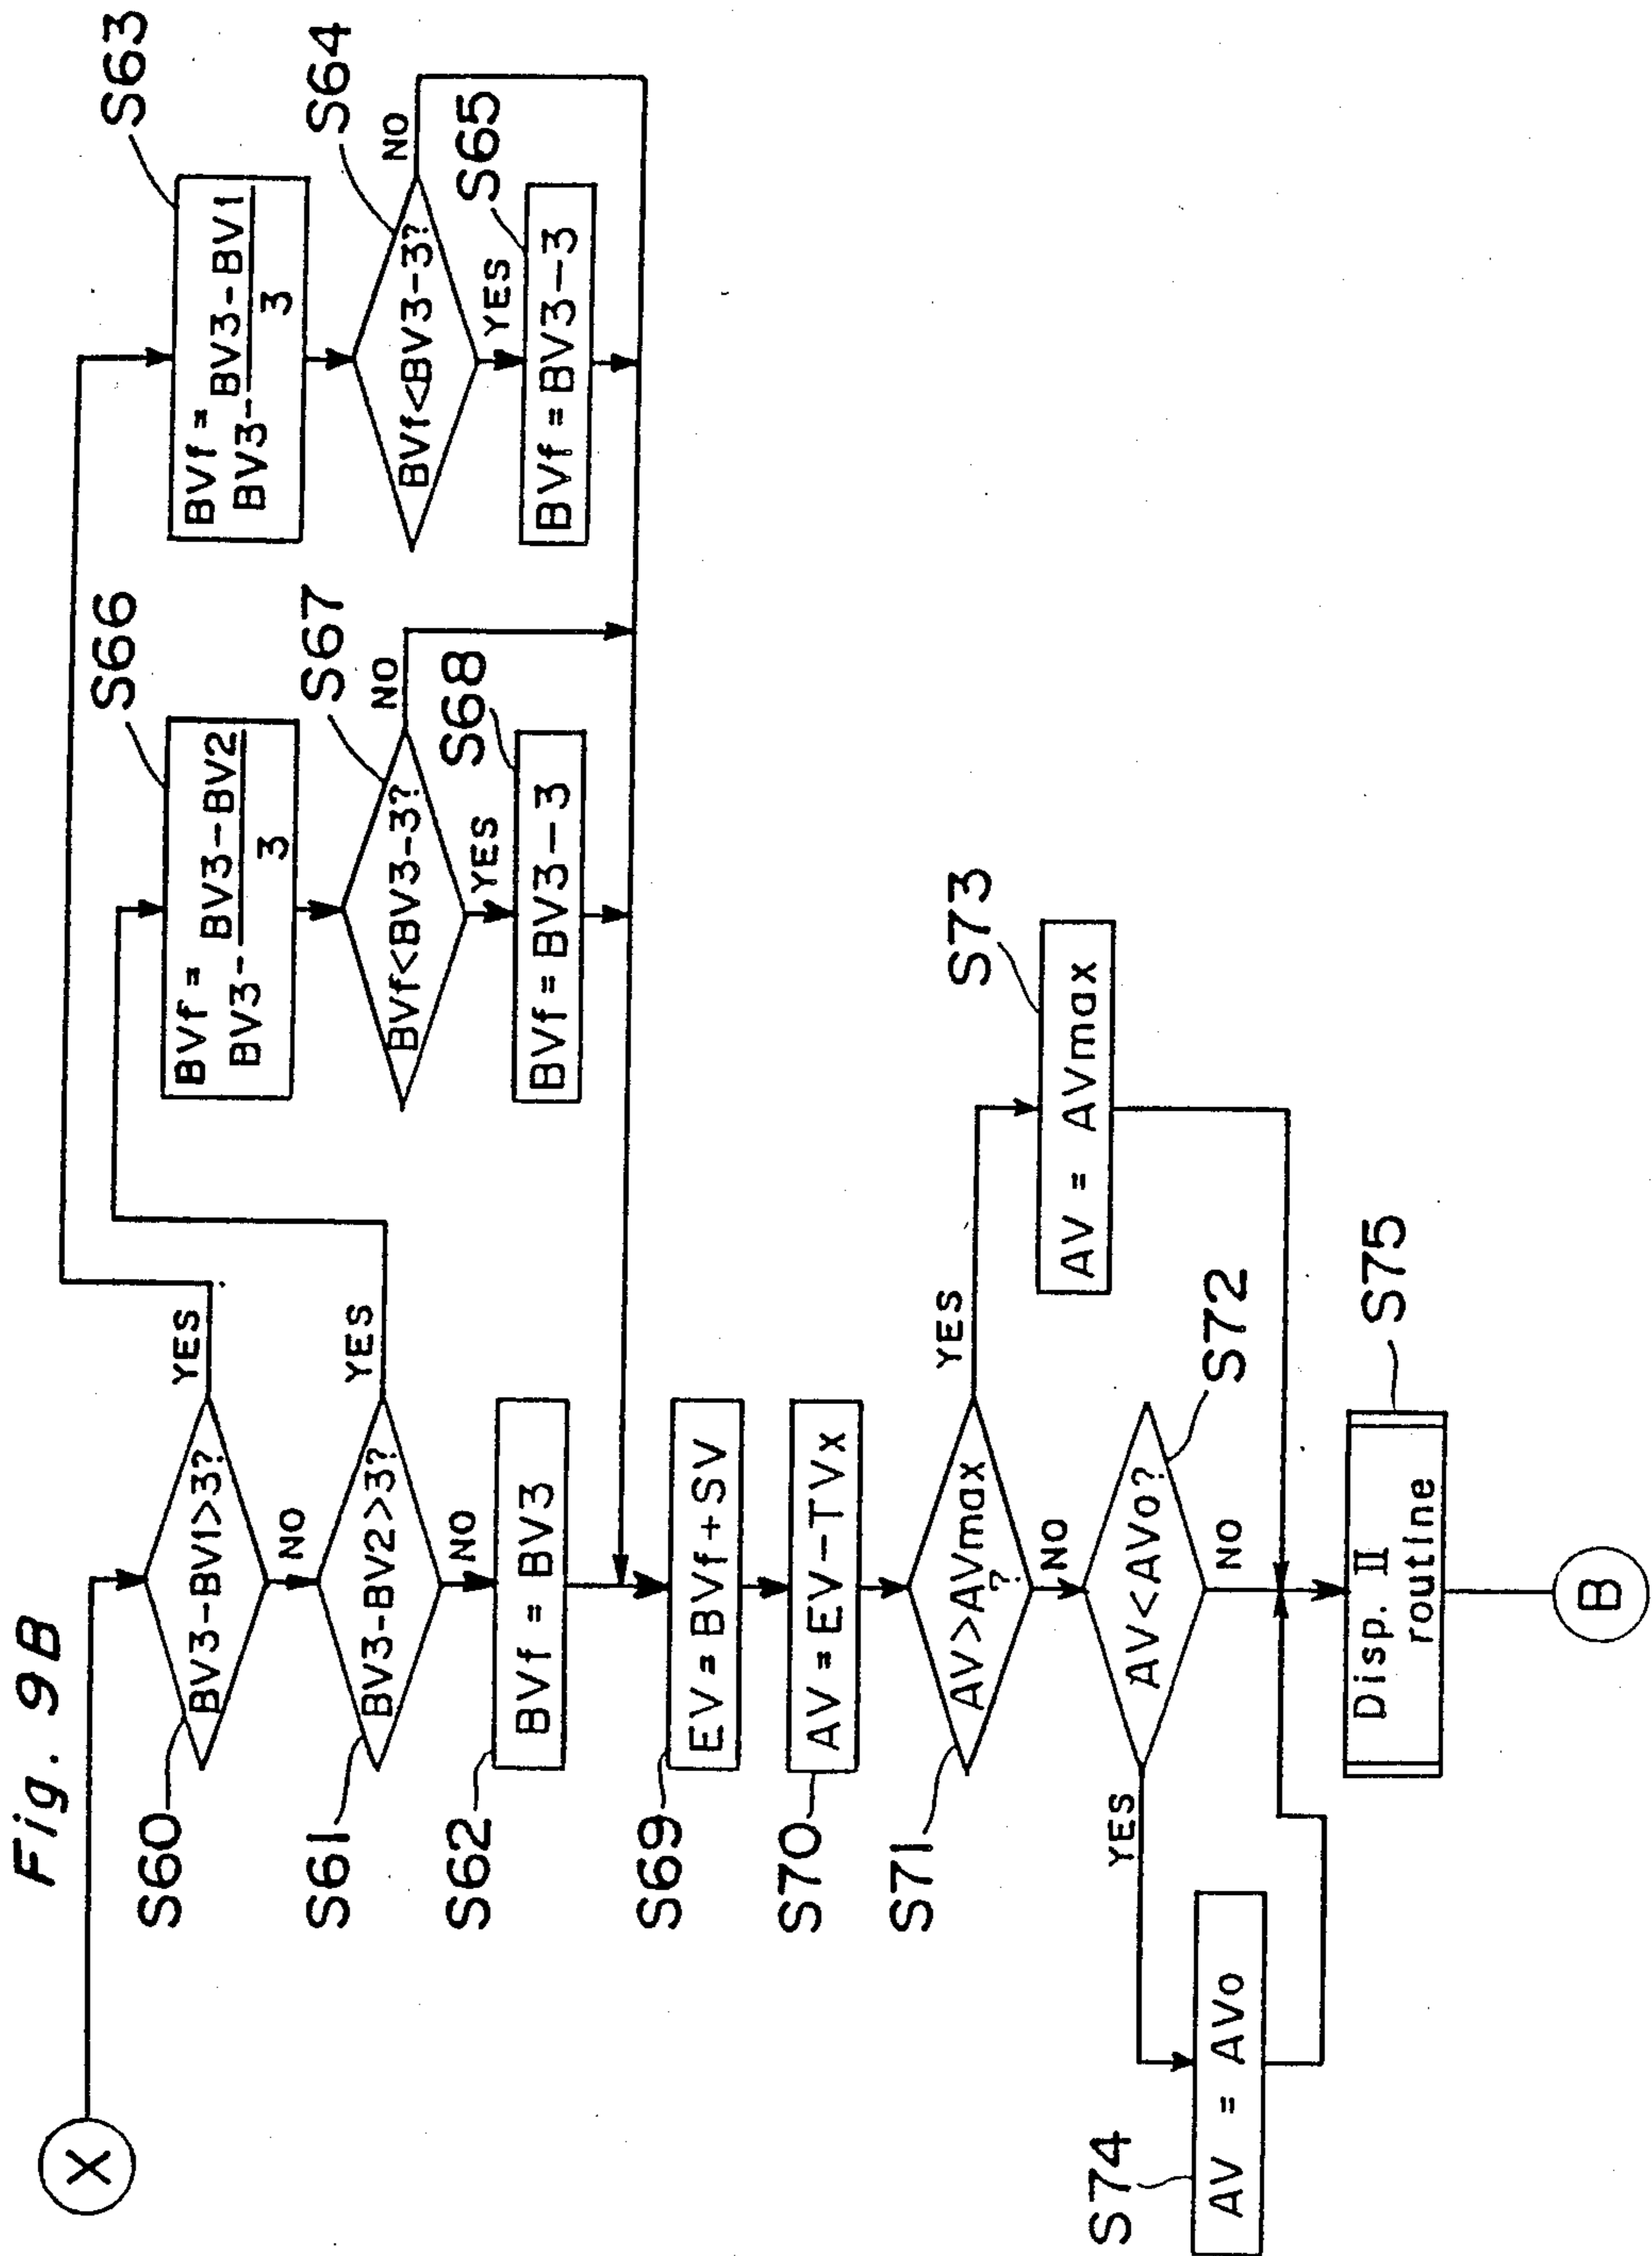 Fig. 9B
X
S60
BV3-BV1>3?
YES
NO
S61
BV3-BV2>3?
YES
NO
S62
BVf = BV3
S66
BVf =
BV3- BV3-BV2
3
S67
BVf<BV3-3?
NO
YES
S68
BVf = BV3-3
S63
BVf =
BV3- BV3-BV1
3
S64
BVf<BV3-3?
NO
YES
S65
BVf = BV3-3
S69
EV = BVf+SV
S70
AV = EV-TVx
S71
AV>AVmax
?
YES
NO
S73
AV = AVmax
S72
AV<AVo?
YES
NO
S74
AV = AVo
S75
Disp. II
routine
B